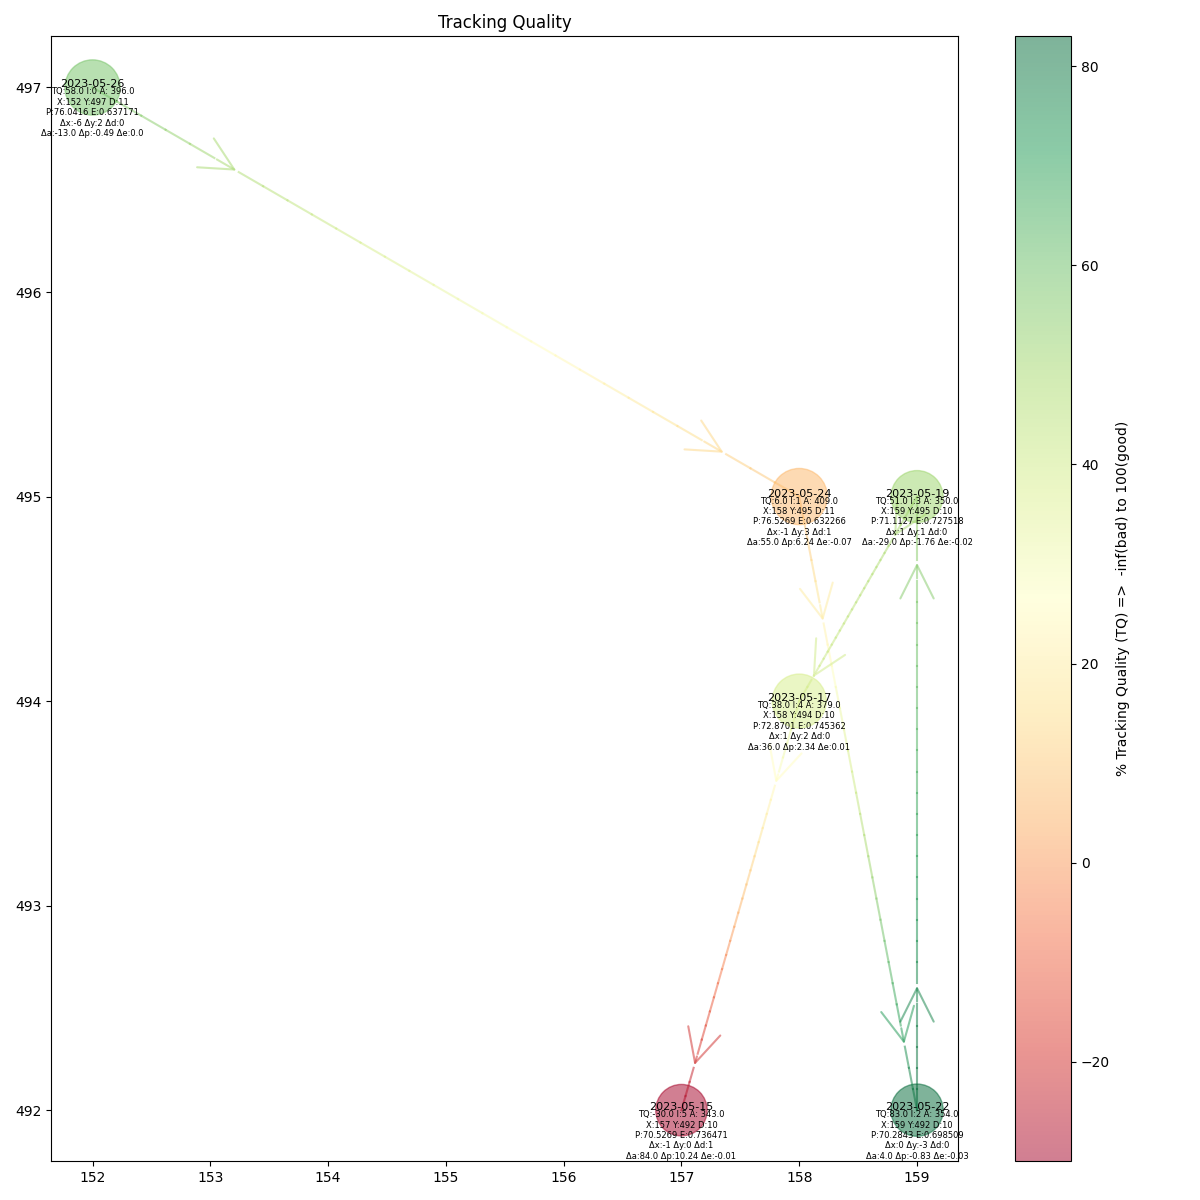 Tracking Quality
497
496
495
494
493
492
152
153
154
155
156
157
158
159
2023-05-26
TQ:58.0 I:0 A: 396.0
X:152 Y:497 D:11
P:76.0416 E:0.637171
Δx:-6 Δy:2 Δd:0
Δa:-13.0 Δp:-0.49 Δe:0.0
2023-05-24
TQ:6.0 I:1 A: 409.0
X:158 Y:495 D:11
P:76.5269 E:0.632266
Δx:-1 Δy:3 Δd:1
Δa:55.0 Δp:6.24 Δe:-0.07
2023-05-19
TQ:51.0 I:3 A: 350.0
X:159 Y:495 D:10
P:71.1127 E:0.727518
Δx:1 Δy:1 Δd:0
Δa:-29.0 Δp:-1.76 Δe:-0.02
2023-05-17
TQ:38.0 I:4 A: 379.0
X:158 Y:494 D:10
P:72.8701 E:0.745362
Δx:1 Δy:2 Δd:0
Δa:36.0 Δp:2.34 Δe:0.01
2023-05-15
TQ:-30.0 I:5 A: 343.0
X:157 Y:492 D:10
P:70.5269 E:0.736471
Δx:-1 Δy:0 Δd:1
Δa:84.0 Δp:10.24 Δe:-0.01
2023-05-22
TQ:83.0 I:2 A: 354.0
X:159 Y:492 D:10
P:70.2843 E:0.698509
Δx:0 Δy:-3 Δd:0
Δa:4.0 Δp:-0.83 Δe:-0.03
80
60
40
20
0
−20
% Tracking Quality (TQ) => -inf(bad) to 100(good)